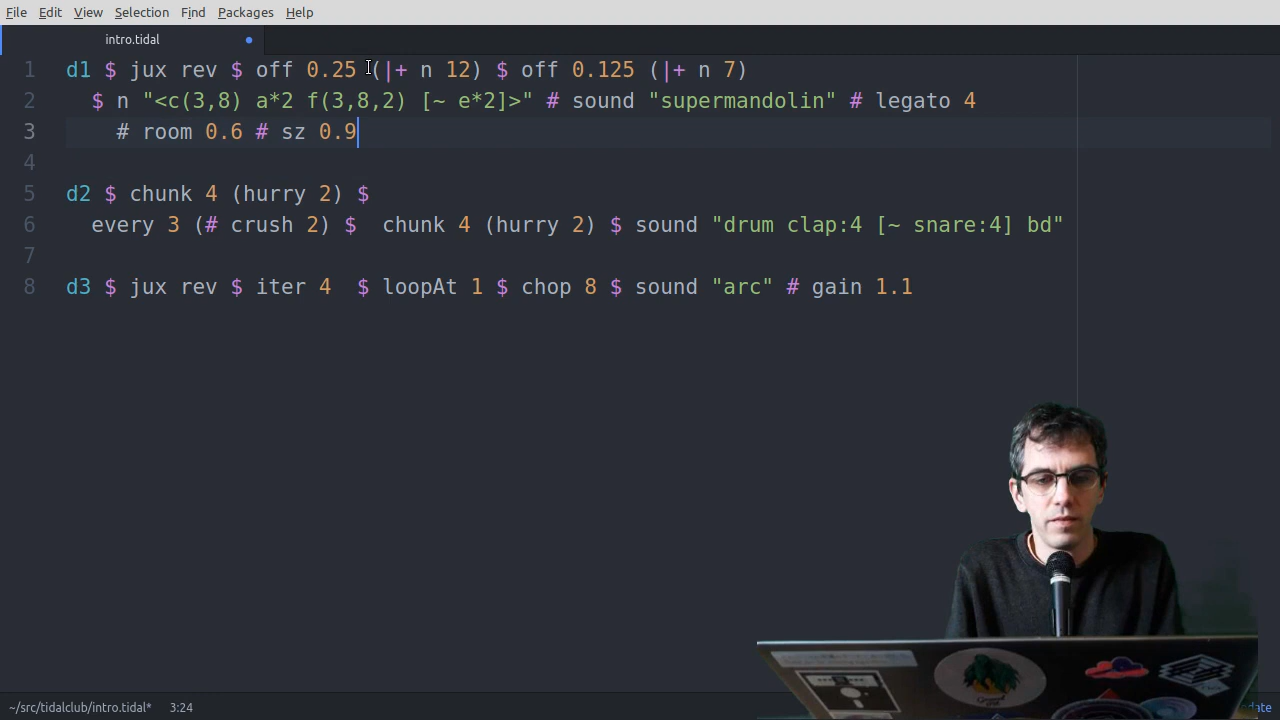 File Edit View Selection Find Packages Help
intro.tidal
1 d1 $ jux rev $ off 0.25 (|+ n 12) $ off 0.125 (|+ n 7)
2 $ n "<c(3,8) a*2 f(3,8,2) [~ e*2]>" # sound "supermandolin" # legato 4
3 # room 0.6 # sz 0.9
4
5 d2 $ chunk 4 (hurry 2) $
6 every 3 (# crush 2) $  chunk 4 (hurry 2) $ sound "drum clap:4 [~ snare:4] bd"
7
8 d3 $ jux rev $ iter 4  $ loopAt 1 $ chop 8 $ sound "arc" # gain 1.1
~/src/tidalclub/intro.tidal* 3:24